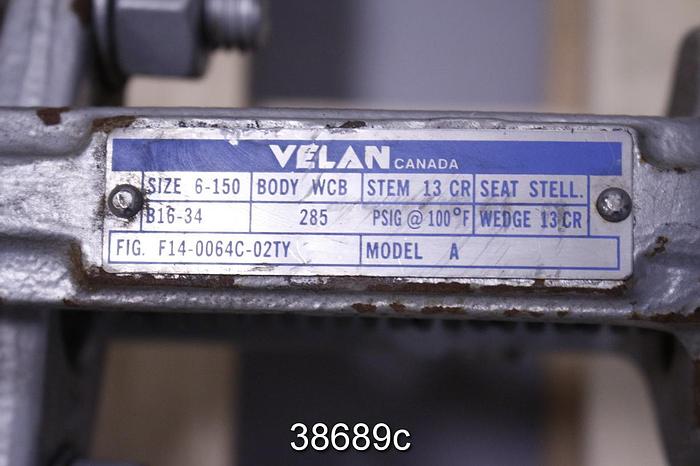 VELAN CANADA
SIZE 6-150 BODY WCB STEM 13 CR SEAT STELL.
B16-34 285 PSIG @ 100°F WEDGE 13 CR
FIG. F14-0064C-02TY MODEL A
38689c